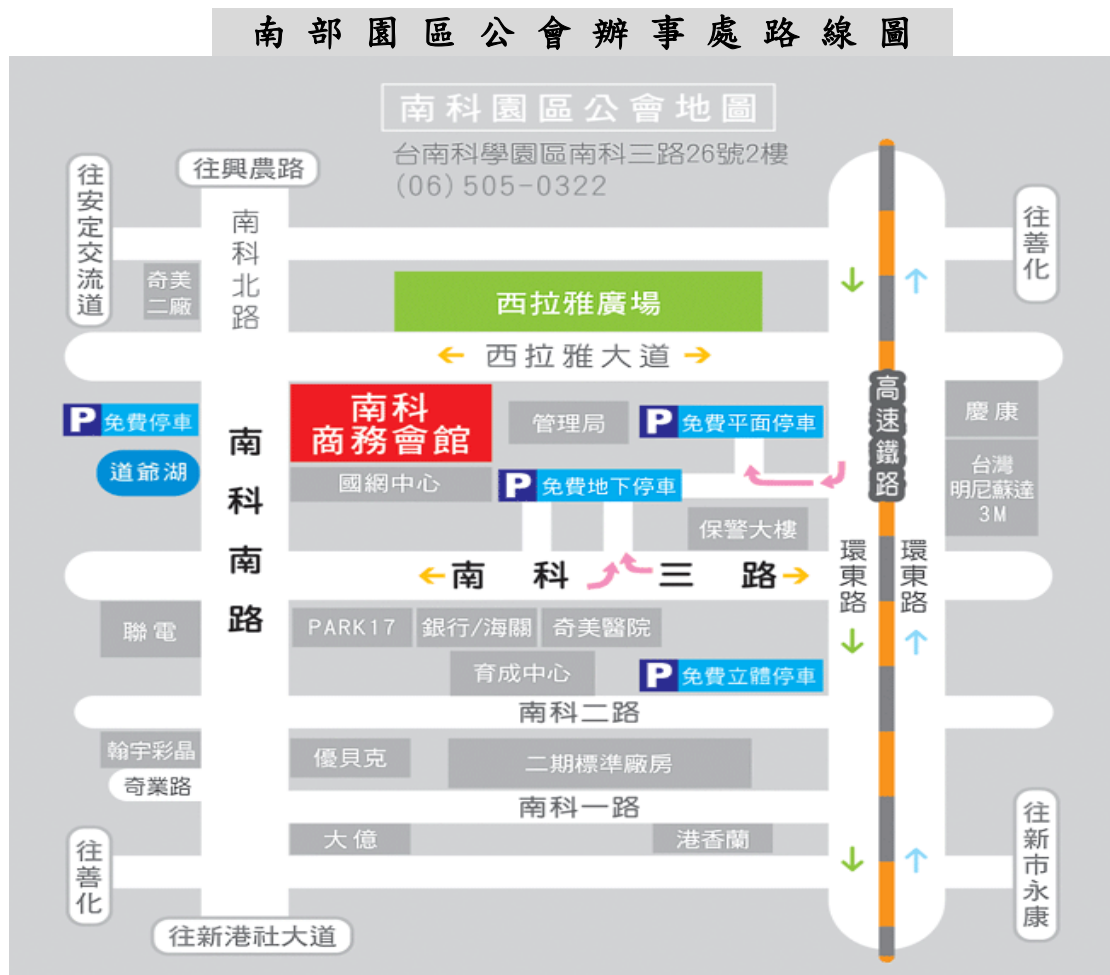 南部園區公會辦事處路線圖
南科園區公會地圖
台南科學園區南科三路26號2樓
(06)505-0322
往安定交流道
往興農路
南科北路
往善化
奇美
二廠
西拉雅廣場
← 西拉雅大道 →
P 免費停車
道爺湖
南科南路
南科
商務會館
國網中心
管理局
P 免費平面停車
P 免費地下停車
保警大樓
高速鐵路
慶康
台灣
明尼蘇達
3M
←南科三路→
環東路
環東路
聯電
PARK17
銀行/海關
奇美醫院
育成中心
P 免費立體停車
南科二路
翰宇彩晶
奇業路
優貝克
二期標準廠房
南科一路
大億
港香蘭
往善化
往新市永康
往新港社大道